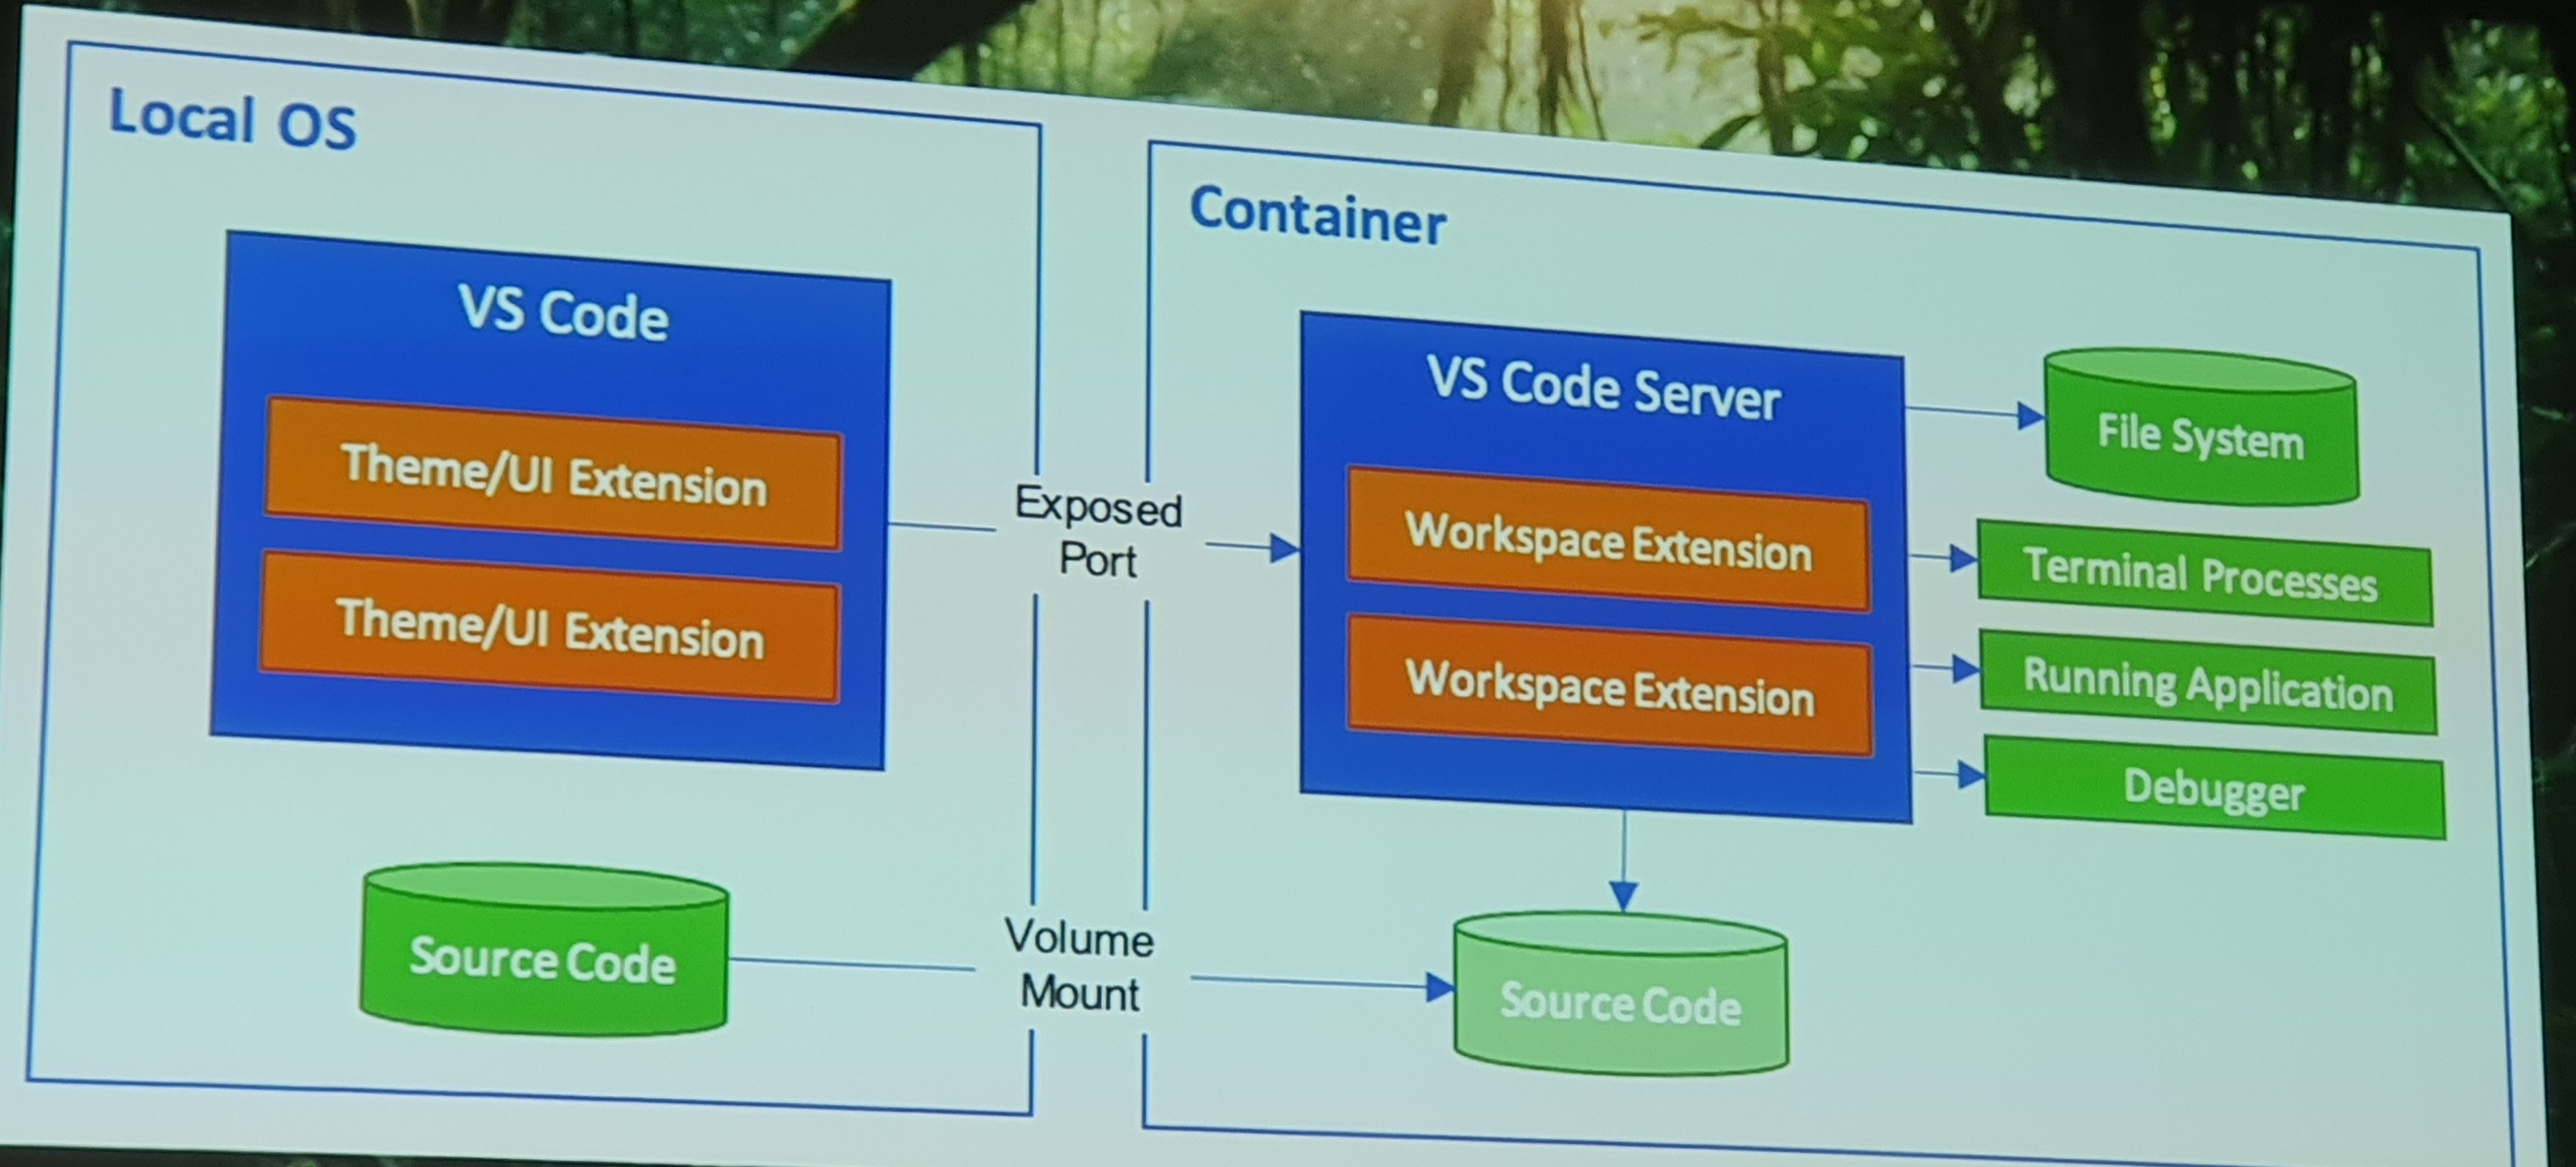 Local OS
VS Code
Theme/UI Extension
Theme/UI Extension
Source Code
Exposed
Port
Volume
Mount
Container
VS Code Server
Workspace Extension
Workspace Extension
File System
Terminal Processes
Running Application
Debugger
Source Code